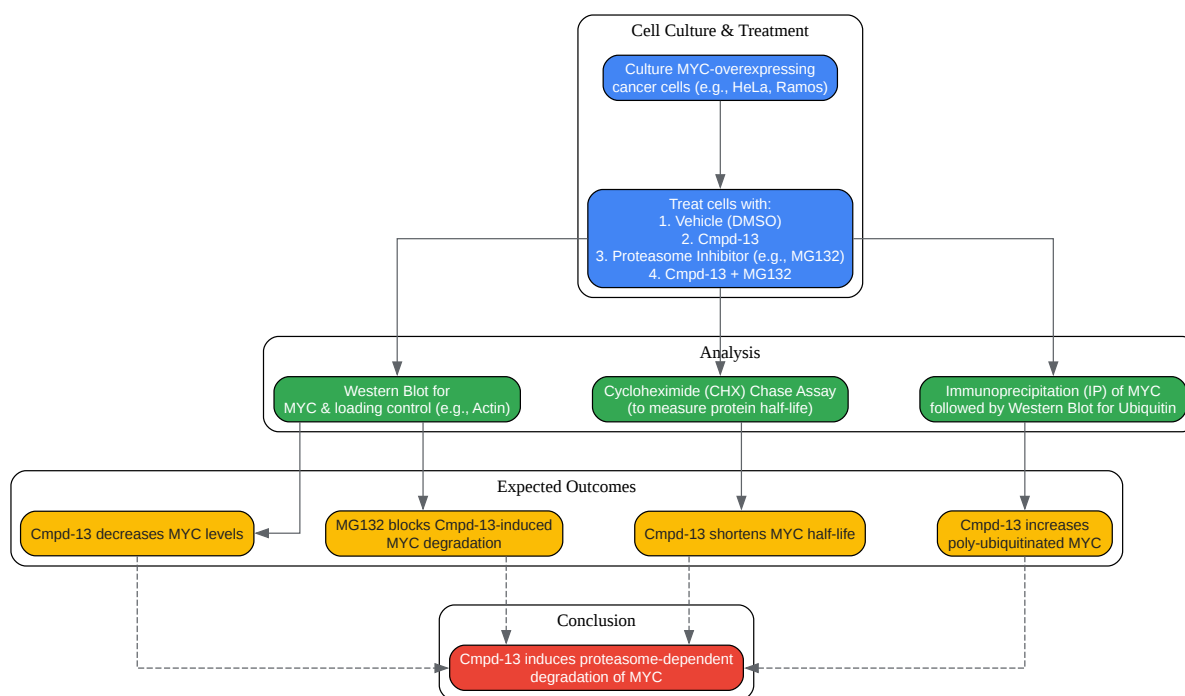 Cell Culture & Treatment
Culture MYC-overexpressing
cancer cells (e.g., HeLa, Ramos)
Treat cells with:
1. Vehicle (DMSO)
2. Cmpd-13
3. Proteasome Inhibitor (e.g., MG132)
4. Cmpd-13 + MG132
Analysis
Western Blot for
MYC & loading control (e.g., Actin)
Cycloheximide (CHX) Chase Assay
(to measure protein half-life)
Immunoprecipitation (IP) of MYC
followed by Western Blot for Ubiquitin
Expected Outcomes
Cmpd-13 decreases MYC levels
MG132 blocks Cmpd-13-induced
MYC degradation
Cmpd-13 shortens MYC half-life
Cmpd-13 increases
poly-ubiquitinated MYC
Conclusion
Cmpd-13 induces proteasome-dependent
degradation of MYC